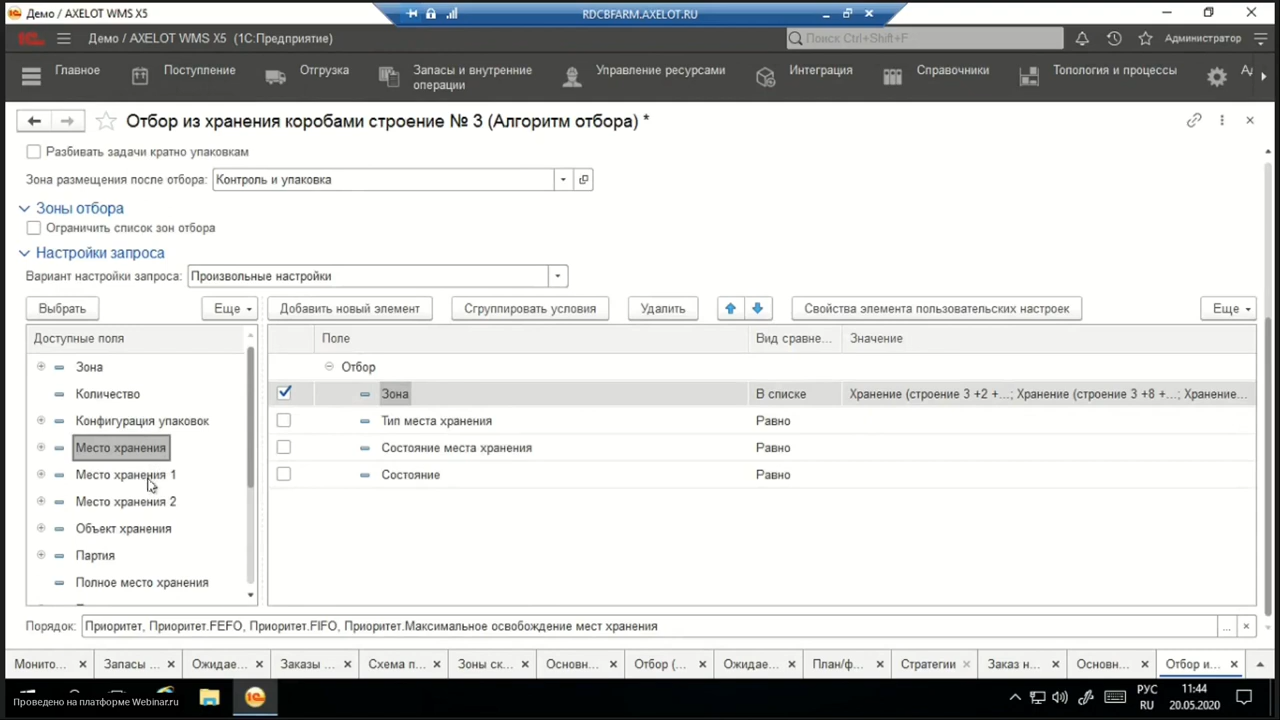 Демо / AXELOT WMS X5
RDCBFARM.AXELOT.RU
Демо / AXELOT WMS X5 (1С:Предприятие)
Поиск Ctrl+Shift+F
Администратор
Главное
Поступление
Отгрузка
Запасы и внутренние
операции
Управление ресурсами
Интеграция
Справочники
Топология и процессы
Отбор из хранения коробами строение № 3 (Алгоритм отбора) *
Разбивать задачи кратно упаковкам
Зона размещения после отбора: Контроль и упаковка
Зоны отбора
Ограничить список зон отбора
Настройки запроса
Вариант настройки запроса: Произвольные настройки
Выбрать
Еще
Добавить новый элемент
Сгруппировать условия
Удалить
Свойства элемента пользовательских настроек
Еще
Доступные поля
Поле
Вид сравне...
Значение
Зона
Отбор
Количество
Зона
В списке
Хранение (строение 3 +2 +...; Хранение (строение 3 +8 +...; Хранение...
Конфигурация упаковок
Тип места хранения
Равно
Место хранения
Состояние места хранения
Равно
Место хранения 1
Состояние
Равно
Место хранения 2
Объект хранения
Партия
Полное место хранения
Порядок: Приоритет, Приоритет.FEFO, Приоритет.FIFO, Приоритет.Максимальное освобождение мест хранения
Монито... Запасы ... Ожидае... Заказы ... Схема п... Зоны ск... Основн... Отбор (... Ожидае... План/ф... Стратегии Заказ н... Основн... Отбор и...
Проведено на платформе Webinar.ru
РУС
RU
11:44
20.05.2020